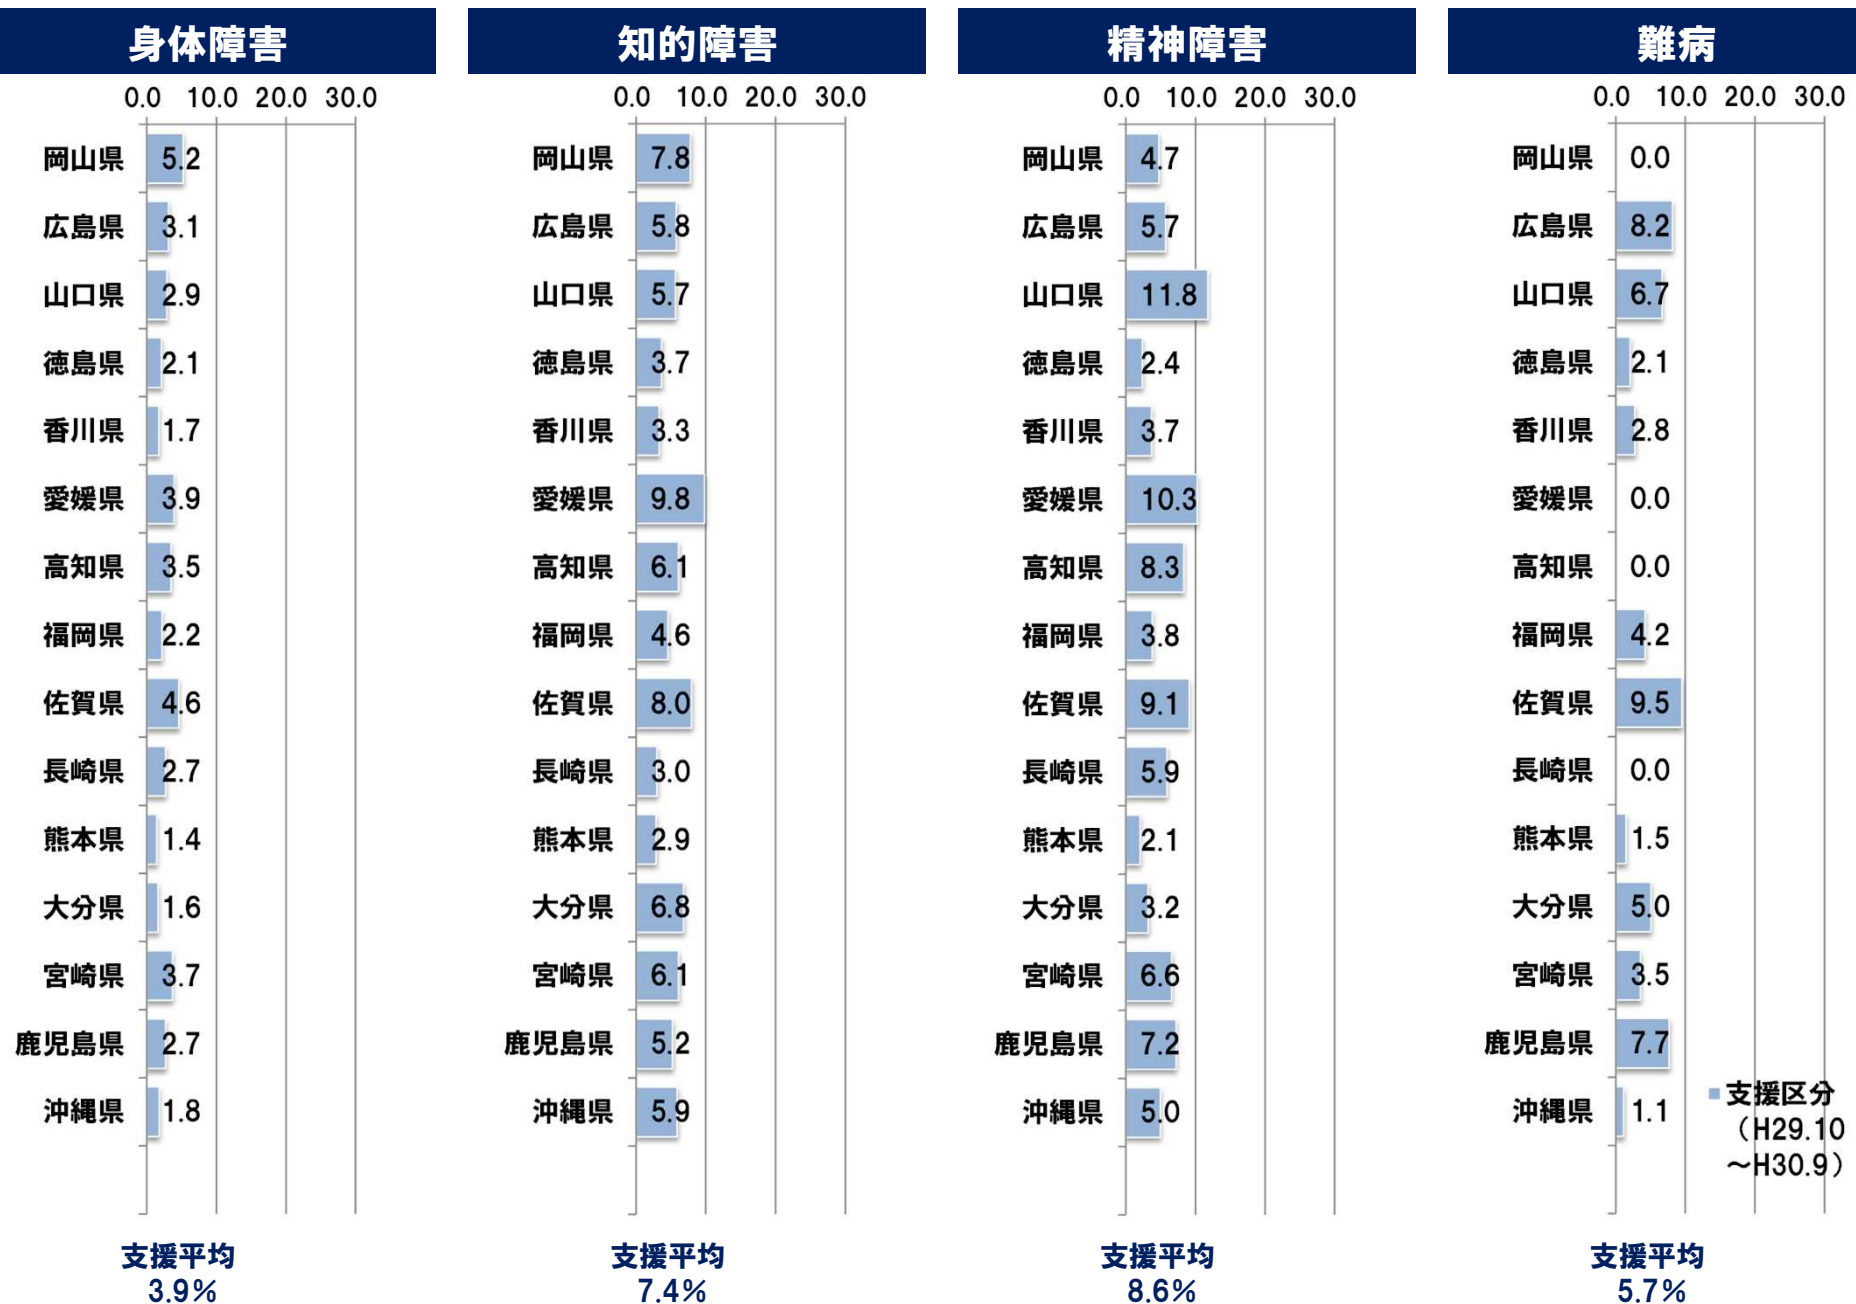 身体障害
0.0 10.0 20.0 30.0
岡山県 5.2
広島県 3.1
山口県 2.9
徳島県 2.1
香川県 1.7
愛媛県 3.9
高知県 3.5
福岡県 2.2
佐賀県 4.6
長崎県 2.7
熊本県 1.4
大分県 1.6
宮崎県 3.7
鹿児島県 2.7
沖縄県 1.8
支援平均
3.9%
知的障害
0.0 10.0 20.0 30.0
岡山県 7.8
広島県 5.8
山口県 5.7
徳島県 3.7
香川県 3.3
愛媛県 9.8
高知県 6.1
福岡県 4.6
佐賀県 8.0
長崎県 3.0
熊本県 2.9
大分県 6.8
宮崎県 6.1
鹿児島県 5.2
沖縄県 5.9
支援平均
7.4%
精神障害
0.0 10.0 20.0 30.0
岡山県 4.7
広島県 5.7
山口県 11.8
徳島県 2.4
香川県 3.7
愛媛県 10.3
高知県 8.3
福岡県 3.8
佐賀県 9.1
長崎県 5.9
熊本県 2.1
大分県 3.2
宮崎県 6.6
鹿児島県 7.2
沖縄県 5.0
支援平均
8.6%
難病
0.0 10.0 20.0 30.0
岡山県 0.0
広島県 8.2
山口県 6.7
徳島県 2.1
香川県 2.8
愛媛県 0.0
高知県 0.0
福岡県 4.2
佐賀県 9.5
長崎県 0.0
熊本県 1.5
大分県 5.0
宮崎県 3.5
鹿児島県 7.7
沖縄県 1.1
支援区分
（H29.10
～H30.9）
支援平均
5.7%